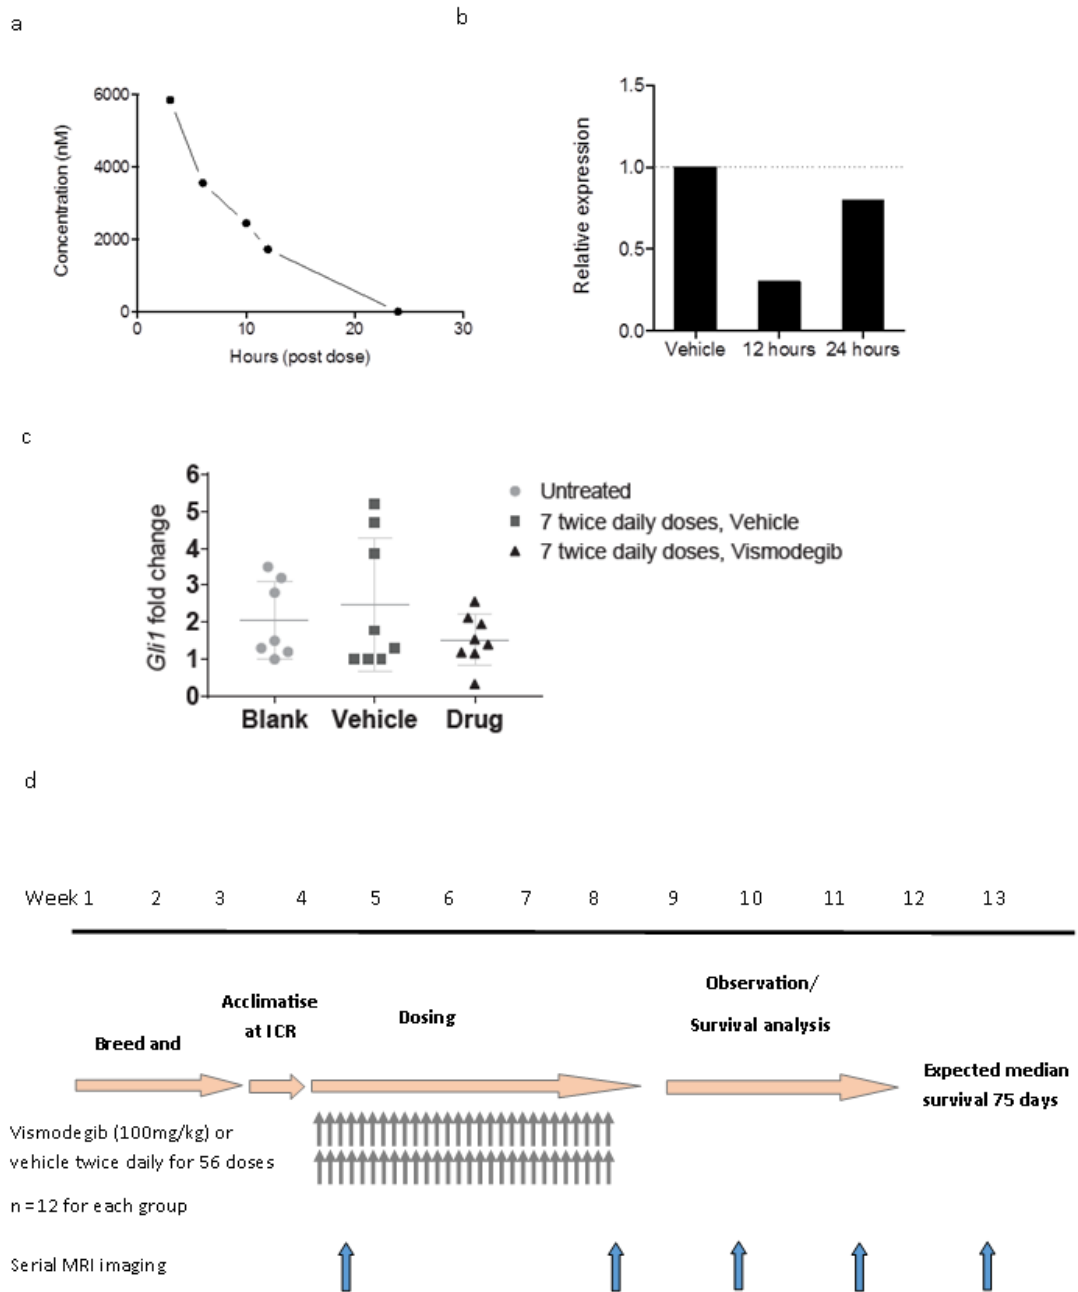 a
b
6000
4000
2000
0
0 10 20 30
Concentration (nM)
Hours (post dose)
1.5
1.0
0.5
0.0
Relative expression
Vehicle 12 hours 24 hours
c
6
5
4
3
2
1
0
Gli1 fold change
Blank Vehicle Drug
Untreated
7 twice daily doses, Vehicle
7 twice daily doses, Vismodegib
d
Week 1 2 3 4 5 6 7 8 9 10 11 12 13
Breed and
Acclimatise
at ICR
Dosing
Observation/
Survival analysis
Expected median
survival 75 days
Vismodegib (100mg/kg) or
vehicle twice daily for 56 doses
n=12 for each group
Serial MRI imaging